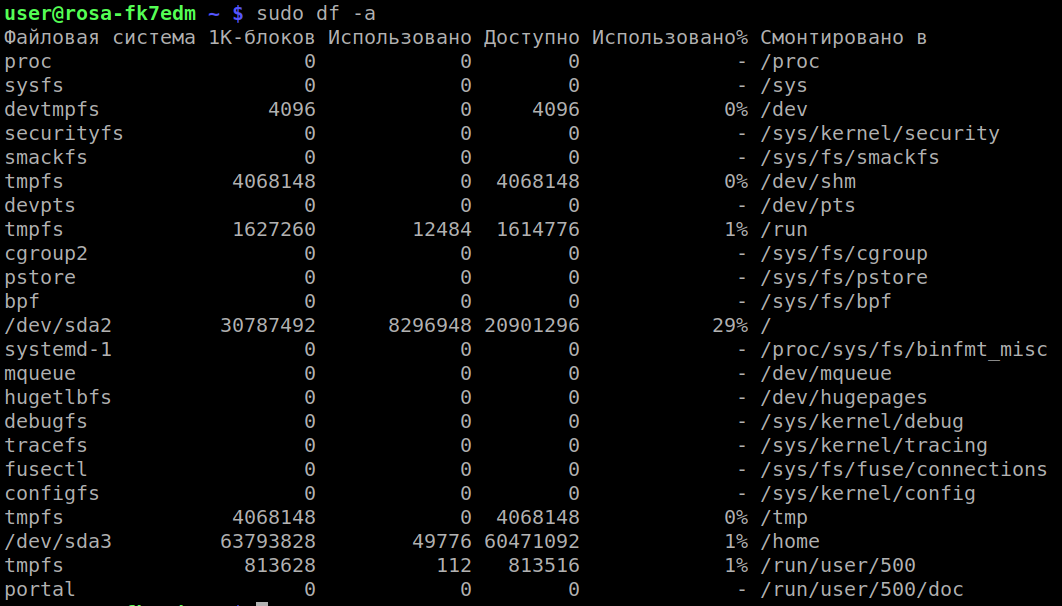 user@rosa-fk7edm ~ $ sudo df -a
Файловая система 1K-блоков Использовано Доступно Использовано% Смонтировано в
proc 0 0 0 - /proc
sysfs 0 0 0 - /sys
devtmpfs 4096 0 4096 0% /dev
securityfs 0 0 0 - /sys/kernel/security
smackfs 0 0 0 - /sys/fs/smackfs
tmpfs 4068148 0 4068148 0% /dev/shm
devpts 0 0 0 - /dev/pts
tmpfs 1627260 12484 1614776 1% /run
cgroup2 0 0 0 - /sys/fs/cgroup
pstore 0 0 0 - /sys/fs/pstore
bpf 0 0 0 - /sys/fs/bpf
/dev/sda2 30787492 8296948 20901296 29% /
systemd-1 0 0 0 - /proc/sys/fs/binfmt_misc
mqueue 0 0 0 - /dev/mqueue
hugetlbfs 0 0 0 - /dev/hugepages
debugfs 0 0 0 - /sys/kernel/debug
tracefs 0 0 0 - /sys/kernel/tracing
fusectl 0 0 0 - /sys/fs/fuse/connections
configfs 0 0 0 - /sys/kernel/config
tmpfs 4068148 0 4068148 0% /tmp
/dev/sda3 63793828 49776 60471092 1% /home
tmpfs 813628 112 813516 1% /run/user/500
portal 0 0 0 - /run/user/500/doc